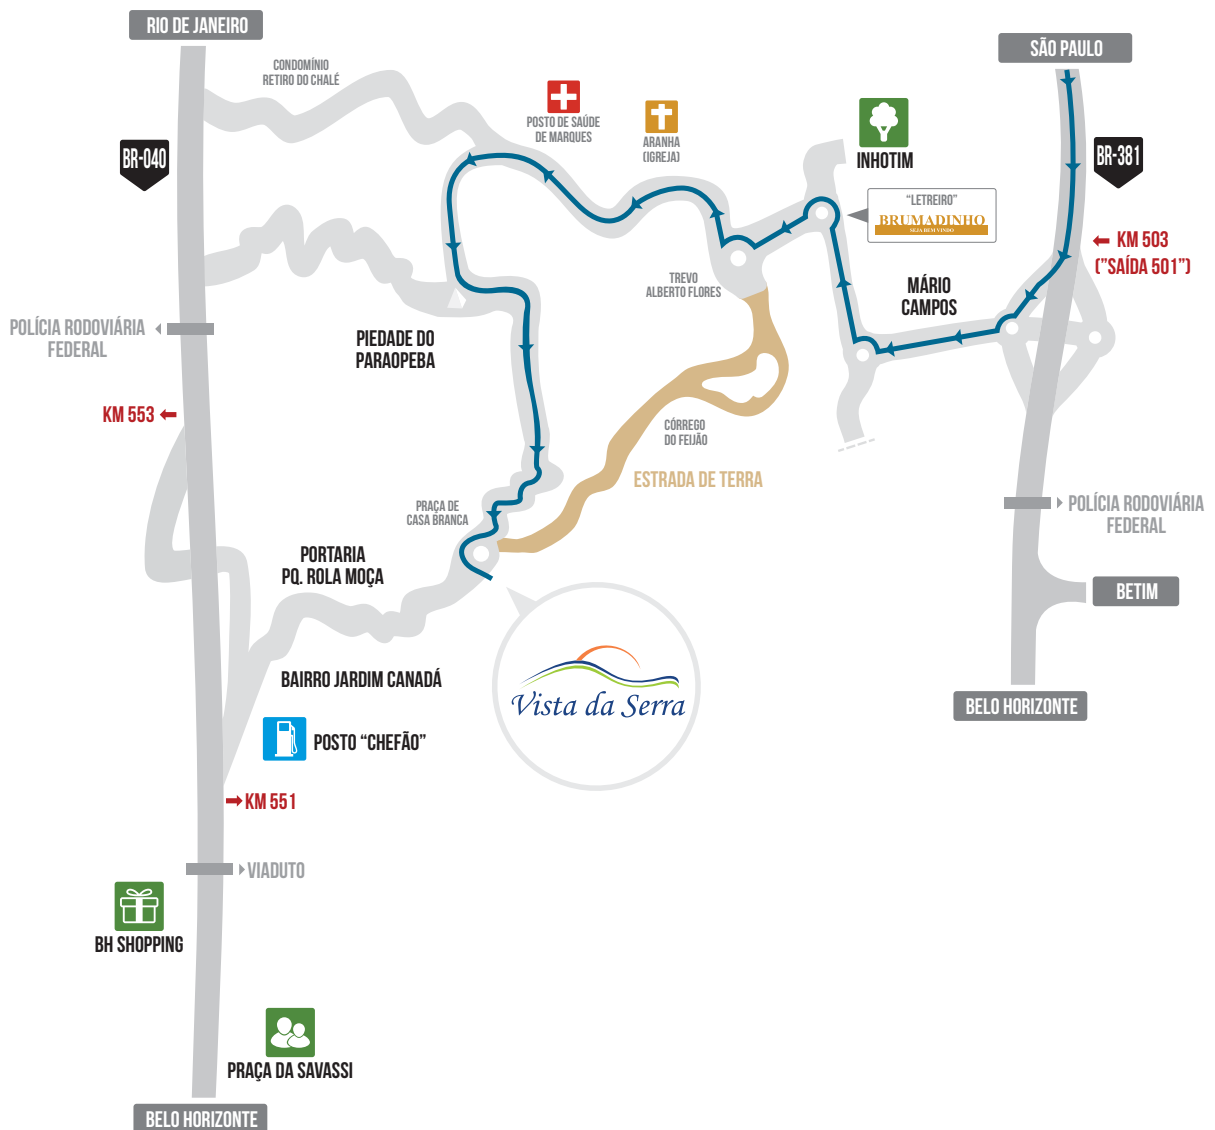 RIO DE JANEIRO
SÃO PAULO
CONDOMÍNIO
RETIRO DO CHALÉ
POSTO DE SAÚDE
DE MARQUES
ARANHA
(IGREJA)
INHOTIM
BR-040
BR-381
"LETREIRO"
BRUMADINHO
SEJA BEM VINDO
KM 503
("SAÍDA 501")
TREVO
ALBERTO FLORES
MÁRIO
CAMPOS
POLÍCIA RODOVIÁRIA
FEDERAL
PIEDADE DO
PARAOPEBA
KM 553
CÓRREGO
DO FEIJÃO
ESTRADA DE TERRA
PRAÇA DE
CASA BRANCA
POLÍCIA RODOVIÁRIA
FEDERAL
PORTARIA
PQ. ROLA MOÇA
BETIM
BAIRRO JARDIM CANADÁ
Vista da Serra
BELO HORIZONTE
POSTO "CHEFÃO"
KM 551
VIADUTO
BH SHOPPING
PRAÇA DA SAVASSI
BELO HORIZONTE